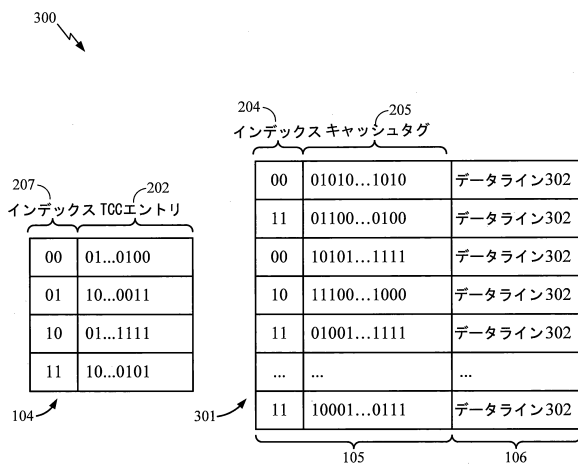 300
204 205
インデックス キャッシュタグ
00 01010...1010 データライン302
11 01100...0100 データライン302
00 10101...1111 データライン302
10 11100...1000 データライン302
11 01001...1111 データライン302
... ... ...
11 10001...0111 データライン302
301
105 106
207 202
インデックス TCCエントリ
00 01...0100
01 10...0011
10 01...1111
11 10...0101
104